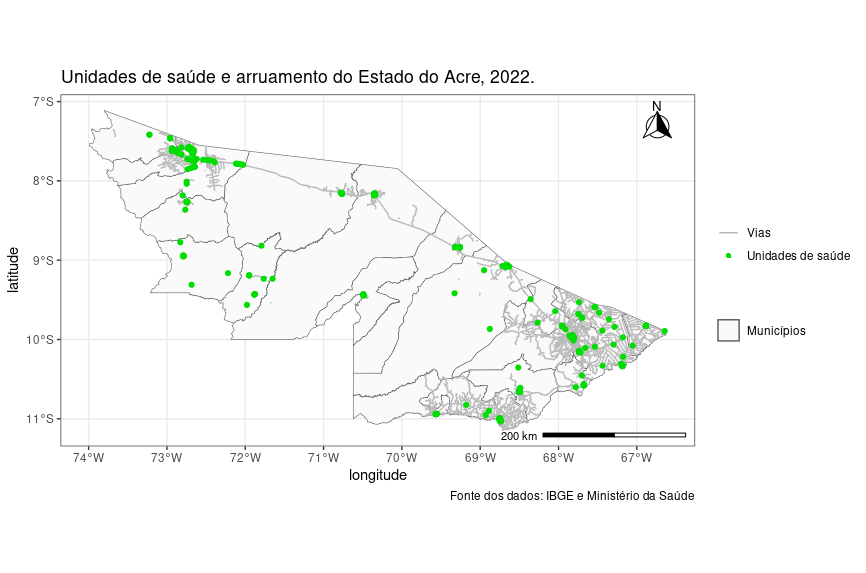 Unidades de saúde e arruamento do Estado do Acre, 2022.
7°S
8°S
9°S
10°S
11°S
latitude
N
200 km
74°W
73°W
72°W
71°W
70°W
69°W
68°W
67°W
longitude
Vias
Unidades de saúde
Municípios
Fonte dos dados: IBGE e Ministério da Saúde